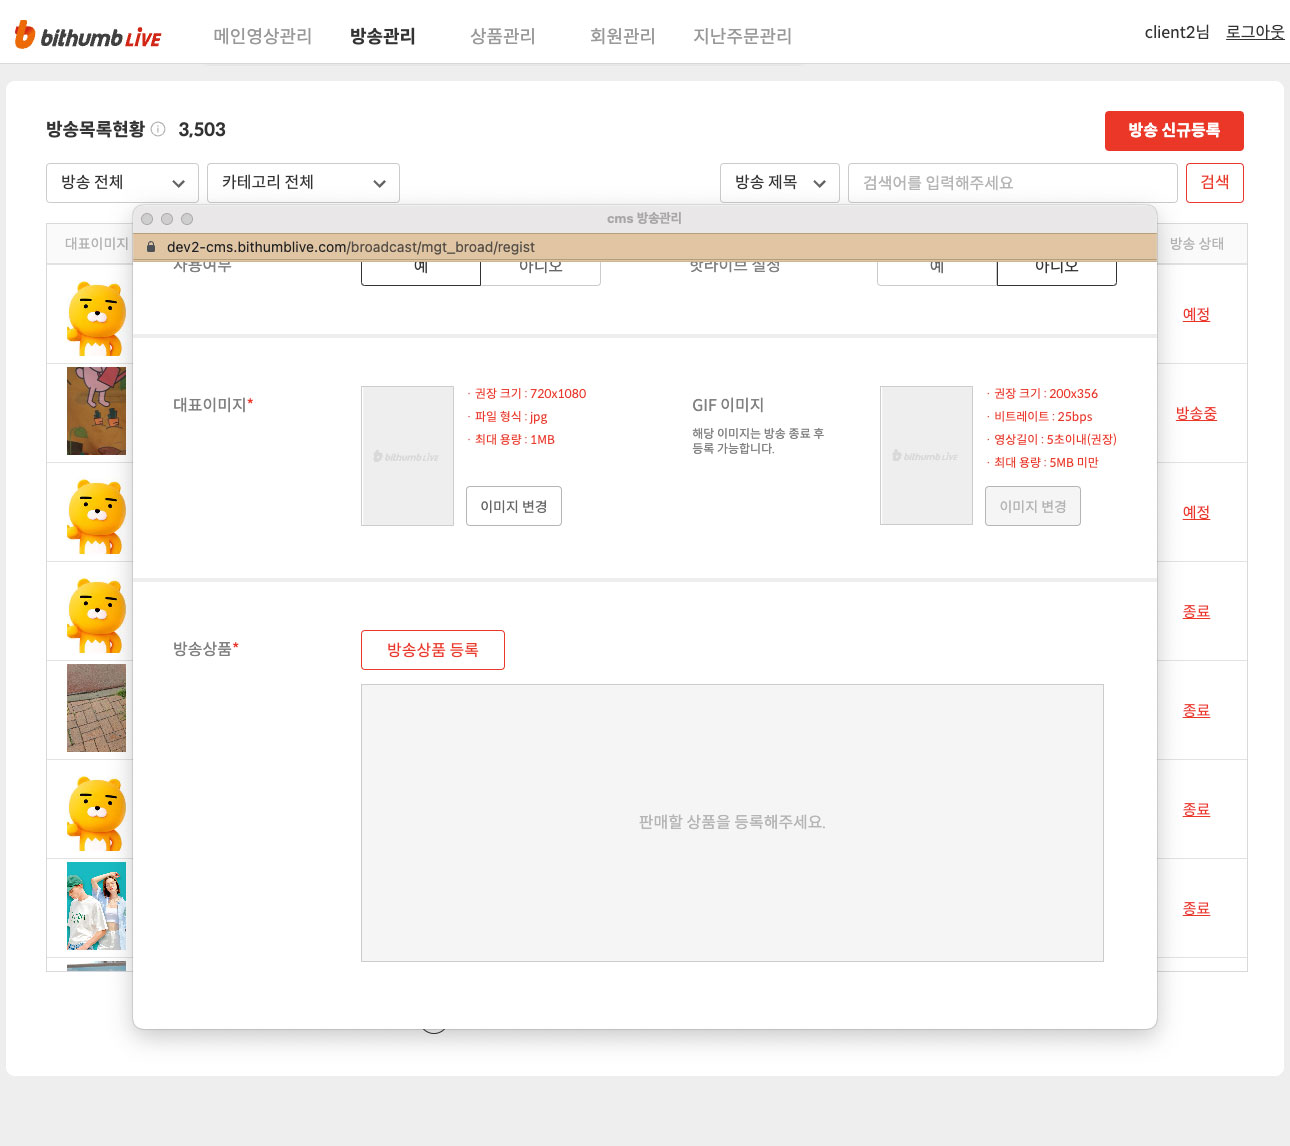 bithumb LIVE
메인영상관리 방송관리 상품관리 회원관리 지난주문관리
client2님 로그아웃
방송목록현황 3,503
방송 신규등록
방송 전체 카테고리 전체 방송 제목 검색어를 입력해주세요 검색
대표이미지 방송 상태
cms 방송관리
dev2-cms.bithumblive.com/broadcast/mgt_broad/regist
사용여부 예 아니오 핫라이브 설정 예 아니오
대표이미지*
bithumb Live
· 권장 크기 : 720x1080
· 파일 형식 : jpg
· 최대 용량 : 1MB
이미지 변경
GIF 이미지
해당 이미지는 방송 종료 후
등록 가능합니다.
bithumb Live
· 권장 크기 : 200x356
· 비트레이트 : 25bps
· 영상길이 : 5초이내(권장)
· 최대 용량 : 5MB 미만
이미지 변경
방송상품*
방송상품 등록
판매할 상품을 등록해주세요.
예정
방송중
예정
종료
종료
종료
종료